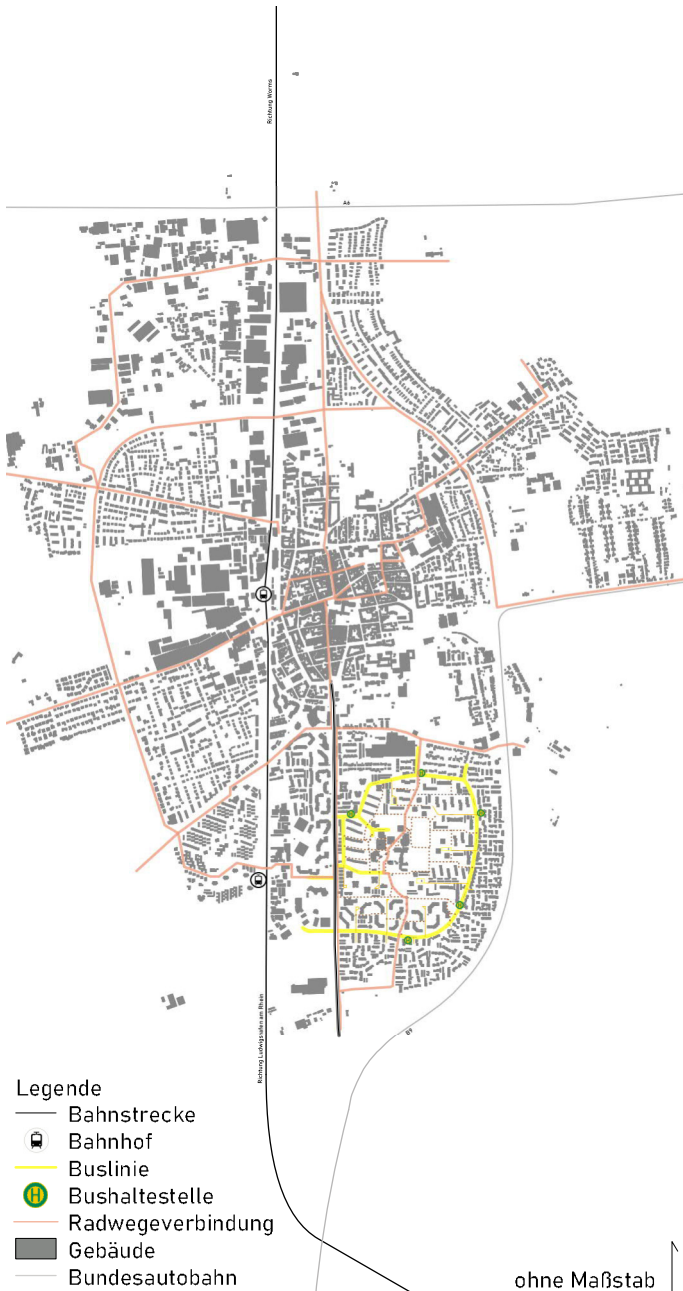 Richtung Worms
A6
B9
Richtung Ludwigshafen am Rhein
Legende
Bahnstrecke
Bahnhof
Buslinie
H Bushaltestelle
Radwegeverbindung
Gebäude
Bundesautobahn
ohne Maßstab